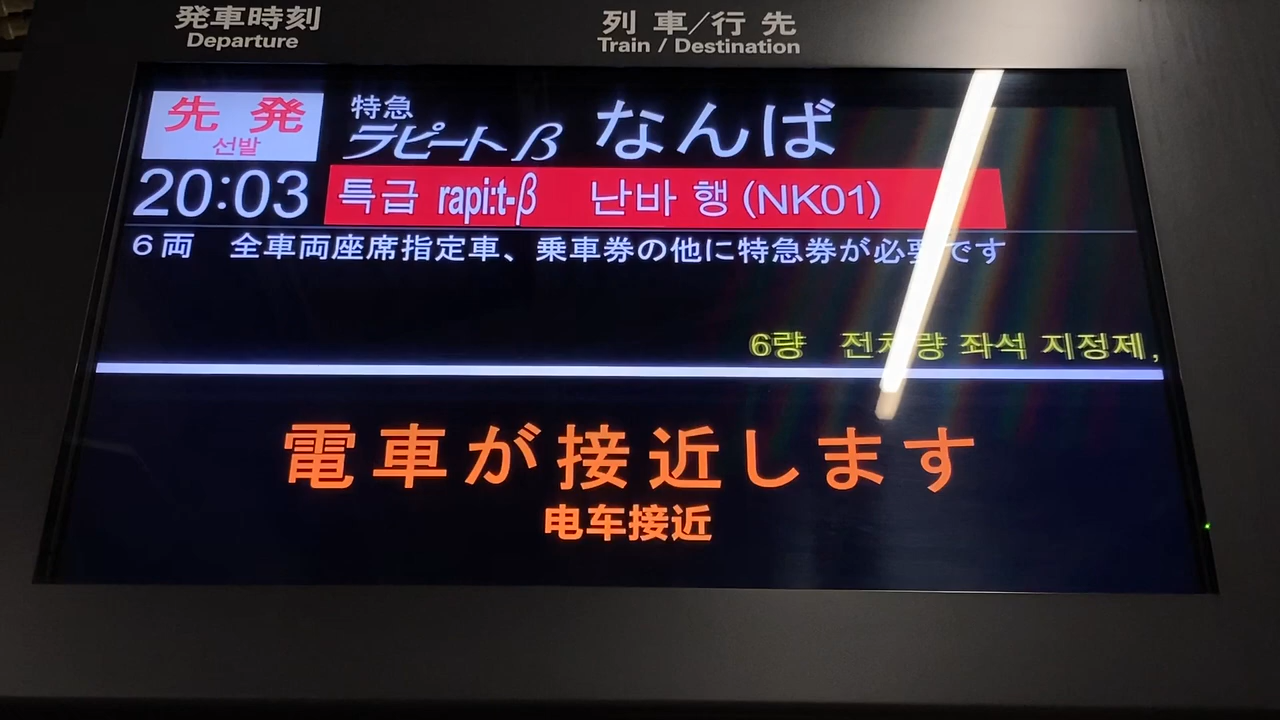 発車時刻
Departure
列車/行先
Train / Destination
先発
선발
特急
ラピートβ なんば
20:03
특급 rapi:t-β 난바 행 (NK01)
6両 全車両座席指定車、乗車券の他に特急券が必要です
6량 전차량 좌석 지정제,
電車が接近します
电车接近